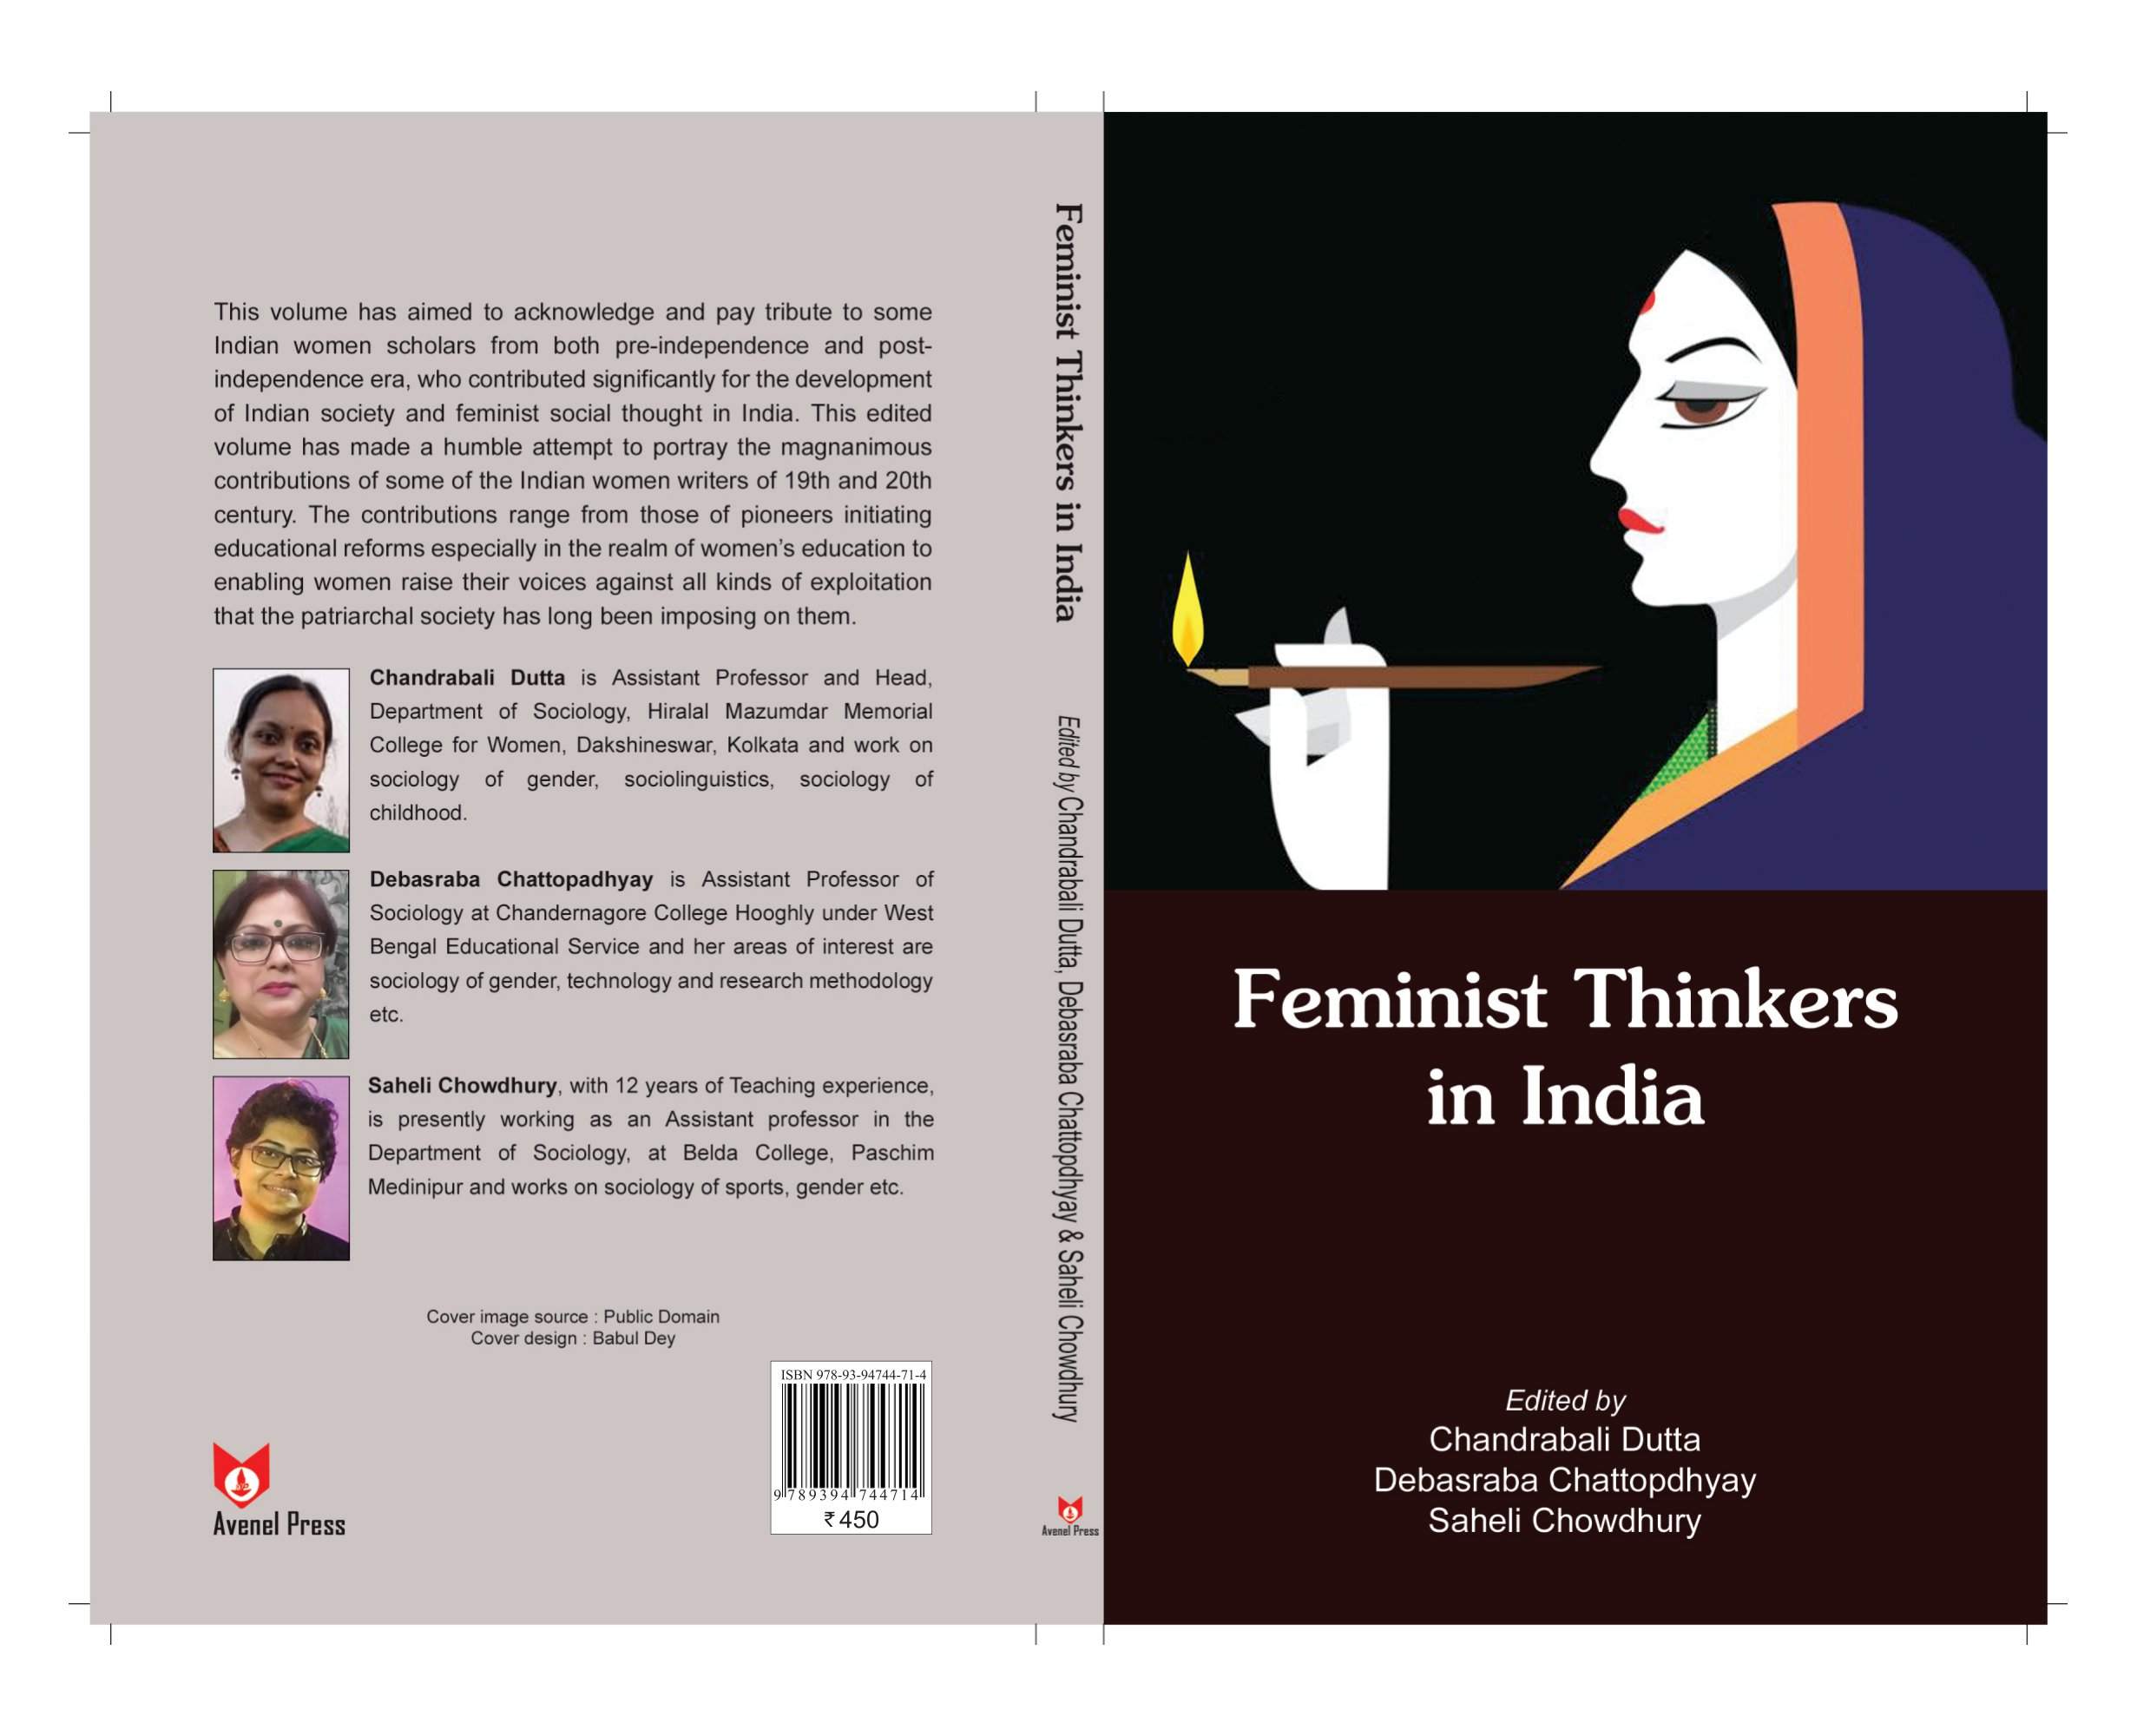 This volume has aimed to acknowledge and pay tribute to some
Indian women scholars from both pre-independence and post-
independence era, who contributed significantly for the development
of Indian society and feminist social thought in India. This edited
volume has made a humble attempt to portray the magnanimous
contributions of some of the Indian women writers of 19th and 20th
century. The contributions range from those of pioneers initiating
educational reforms especially in the realm of women's education to
enabling women raise their voices against all kinds of exploitation
that the patriarchal society has long been imposing on them.
Chandrabali Dutta is Assistant Professor and Head,
Department of Sociology, Hiralal Mazumdar Memorial
College for Women, Dakshineswar, Kolkata and work on
sociology of gender, sociolinguistics, sociology of
childhood.
Debasraba Chattopadhyay is Assistant Professor of
Sociology at Chandernagore College Hooghly under West
Bengal Educational Service and her areas of interest are
sociology of gender, technology and research methodology
etc.
Saheli Chowdhury, with 12 years of Teaching experience,
is presently working as an Assistant professor in the
Department of Sociology, at Belda College, Paschim
Medinipur and works on sociology of sports, gender etc.
Cover image source : Public Domain
Cover design : Babul Dey
Avenel Press
ISBN 978-93-94744-71-4
9 789394 744714
₹ 450
Feminist Thinkers in India
Edited by Chandrabali Dutta, Debasraba Chattopdhyay & Saheli Chowdhury
Avenel Press
Feminist Thinkers
in India
Edited by
Chandrabali Dutta
Debasraba Chattopdhyay
Saheli Chowdhury